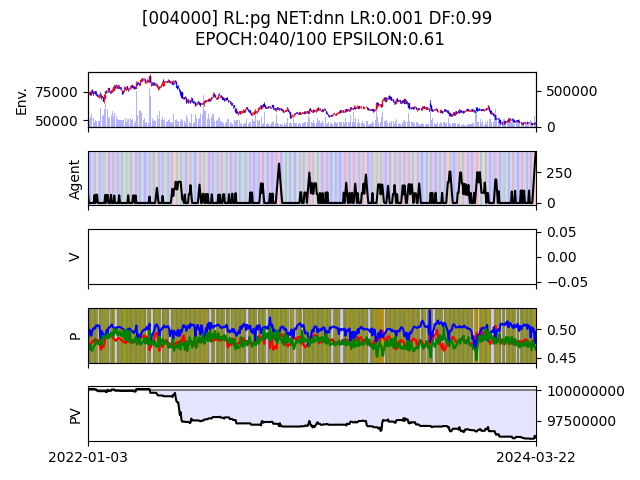 [004000] RL:pg NET:dnn LR:0.001 DF:0.99
EPOCH:040/100 EPSILON:0.61
Env.
75000
50000
500000
0
Agent
250
0
V
0.05
0.00
−0.05
P
0.50
0.45
PV
100000000
97500000
2022-01-03
2024-03-22